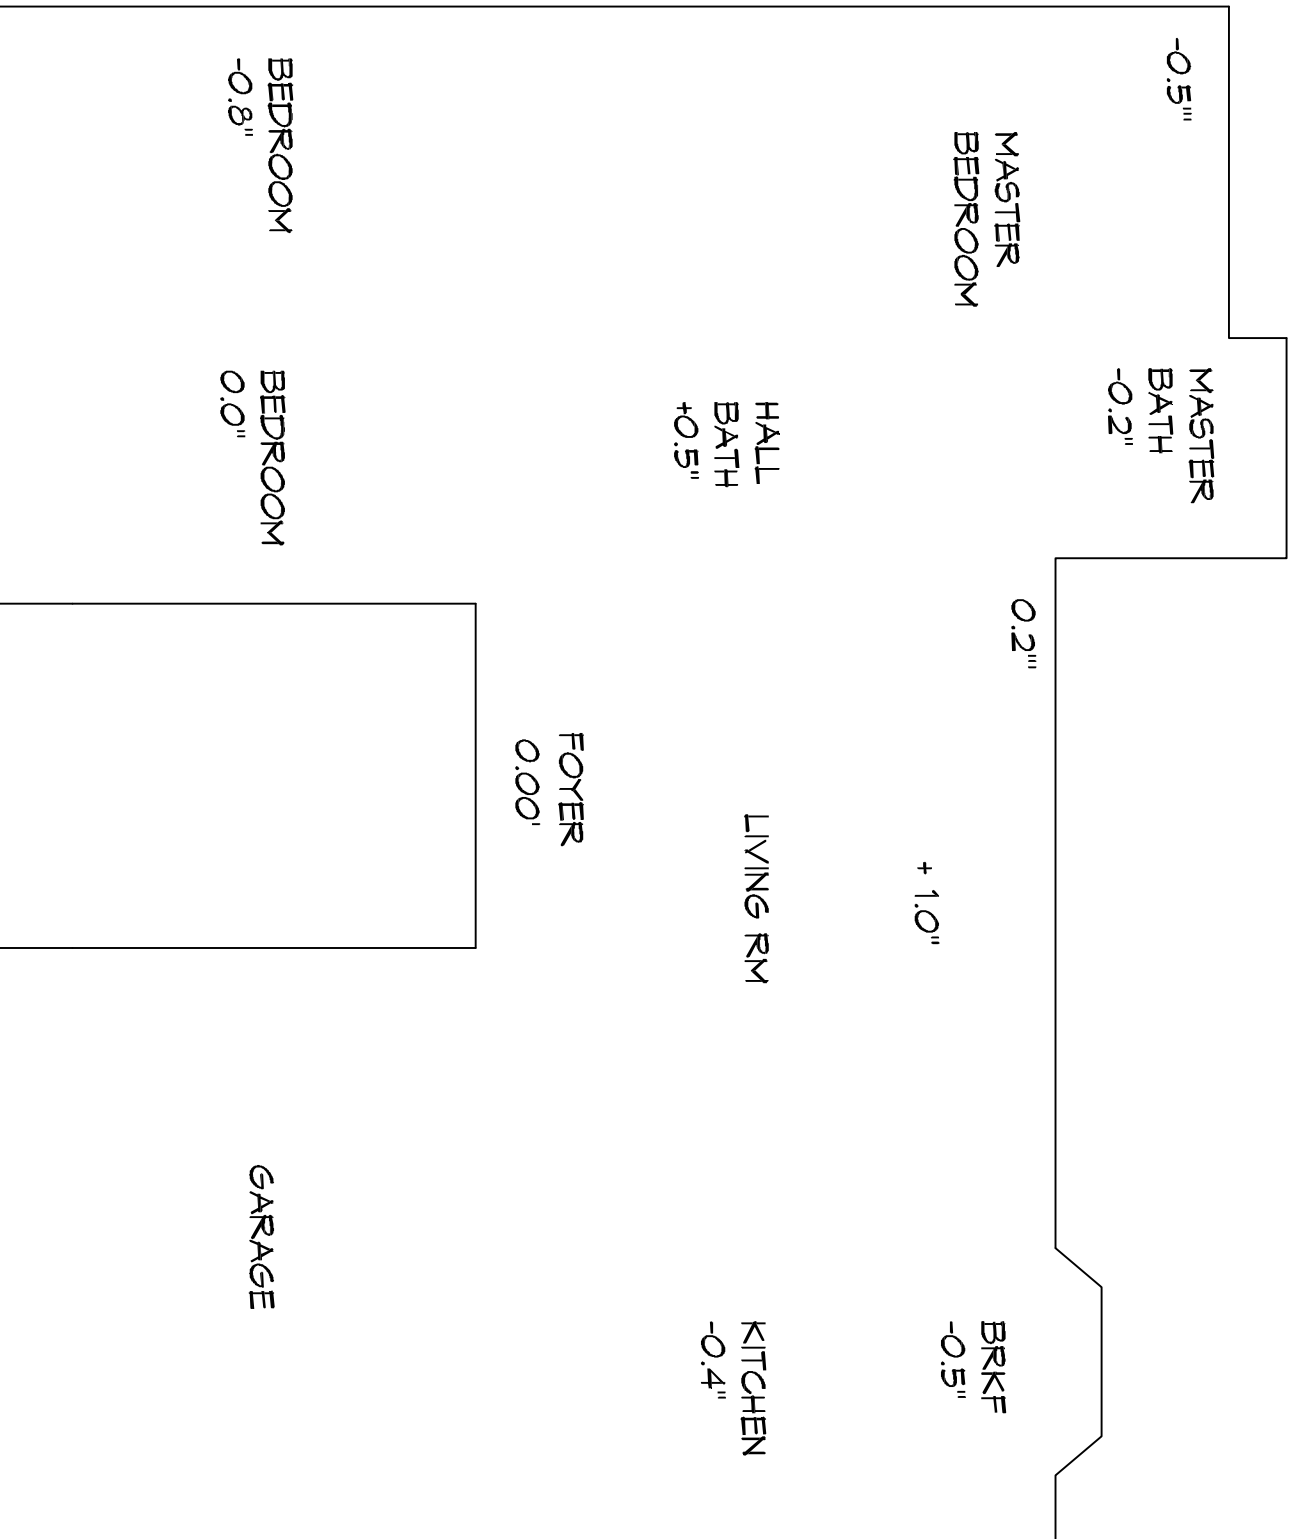 -0.5'''
MASTER
BATH
-0.2"
0.2'''
MASTER
BEDROOM
BRKF
-0.5"
+ 1.0"
HALL
BATH
+0.5"
LIVING RM
KITCHEN
-0.4"
FOYER
0.00'
BEDROOM
-0.8"
BEDROOM
0.0"
GARAGE